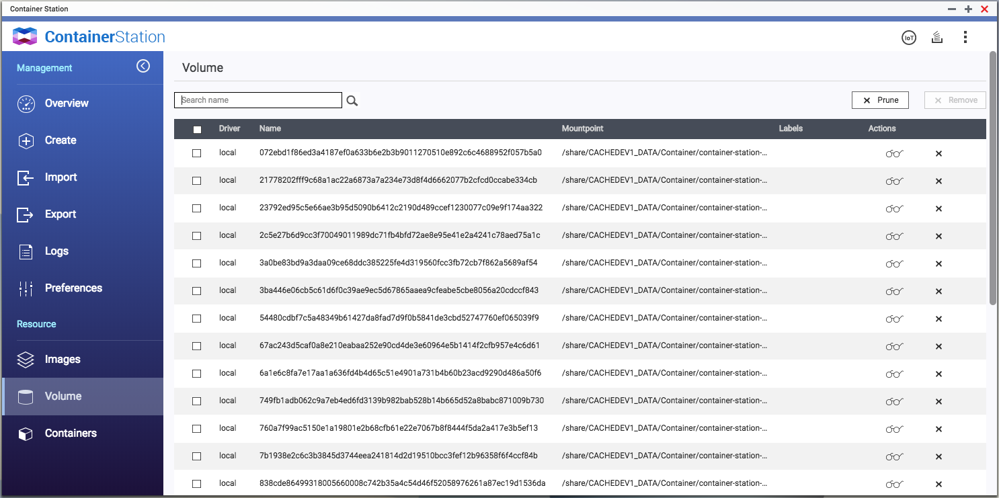 Container Station
ContainerStation
IoT
Management
Overview
Create
Import
Export
Logs
Preferences
Resource
Images
Volume
Containers
Volume
Search name
Prune
Remove
Driver Name Mountpoint Labels Actions
local 072ebd1f86ed3a4187ef0a633b6e2b3b9011270510e892c6c4688952f057b5a0 /share/CACHEDEV1_DATA/Container/container-station-...
local 21778202fff9c68a1ac22a6873a7a234e73d8f4d6662077b2cfcd0ccabe334cb /share/CACHEDEV1_DATA/Container/container-station-...
local 23792ed95c5e66ae3b95d5090b6412c2190d489ccef1230077c09e9f174aa322 /share/CACHEDEV1_DATA/Container/container-station-...
local 2c5e27b6d9cc3f70049011989dc71fb4bfd72ae8e95e41e2a4241c78aed75a1c /share/CACHEDEV1_DATA/Container/container-station-...
local 3a0be83bd9a3daa09ce68ddc385225fe4d319560fcc3fb72cb7f862a5689af54 /share/CACHEDEV1_DATA/Container/container-station-...
local 3ba446e06cb5c61d6f0c39ae9ec5d67865aaea9cfeabe5cbe8056a20cdccf843 /share/CACHEDEV1_DATA/Container/container-station-...
local 54480cdbf7c5a48349b61427da8fad7d9f0b5841de3cbd52747760ef065039f9 /share/CACHEDEV1_DATA/Container/container-station-...
local 67ac243d5caf0a8e210eabaa252e90cd4de3e60964e5b1414f2cfb957e4c6d61 /share/CACHEDEV1_DATA/Container/container-station-...
local 6a1e6c8fa7e17aa1a636fd4b4d65c51e4901a731b4b60b23acd9290d486a50f6 /share/CACHEDEV1_DATA/Container/container-station-...
local 749fb1adb062c9a7eb4ed6fd3139b982bab528b14b665d52a8babc871009b730 /share/CACHEDEV1_DATA/Container/container-station-...
local 760a7f99ac5150e1a19801e2b68cfb61e22e7067b8f8444f5da2a417e3b5ef13 /share/CACHEDEV1_DATA/Container/container-station-...
local 7b1938e2c6c3b3845d3744eea241814d2d19510bcc3fef12b96358f6f4ccf84b /share/CACHEDEV1_DATA/Container/container-station-...
local 838cde86499318005660008c742b35a4c54d46f52058976261a87ec19d1536da /share/CACHEDEV1_DATA/Container/container-station-...